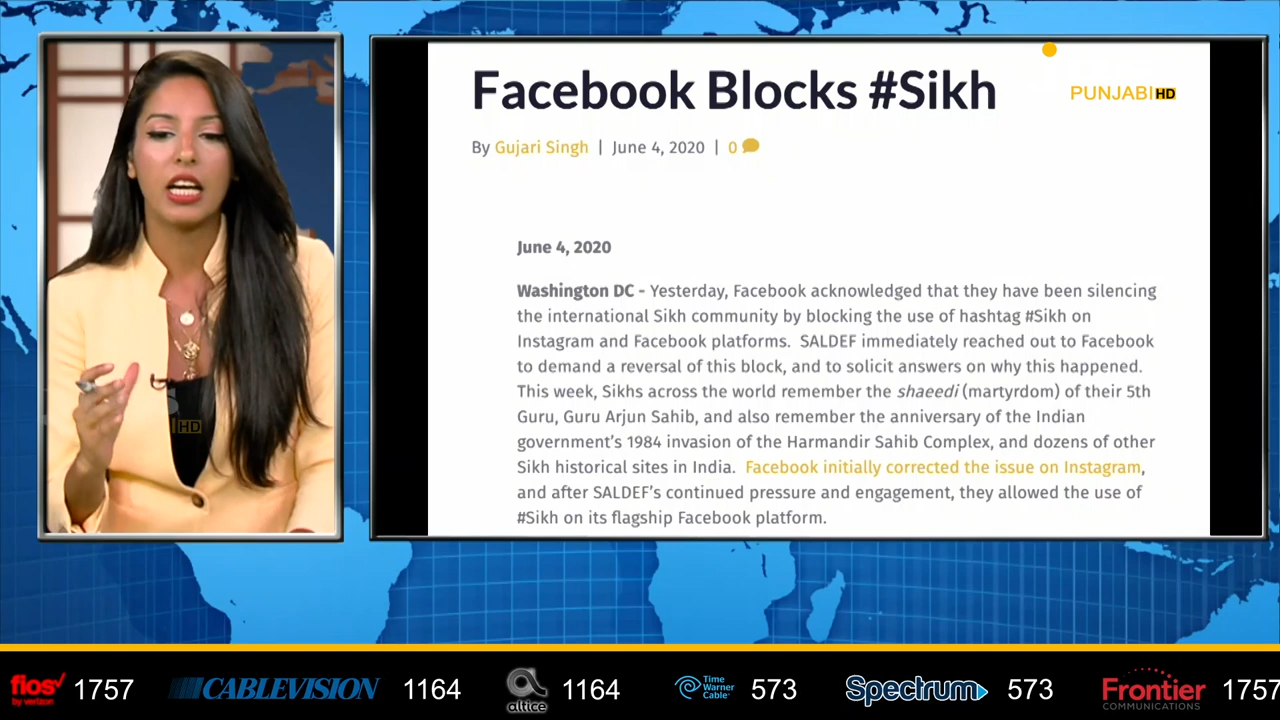 Facebook Blocks #Sikh
PUNJABI HD
By Gujari Singh | June 4, 2020 | 0
June 4, 2020
Washington DC - Yesterday, Facebook acknowledged that they have been silencing
the international Sikh community by blocking the use of hashtag #Sikh on
Instagram and Facebook platforms. SALDEF immediately reached out to Facebook
to demand a reversal of this block, and to solicit answers on why this happened.
This week, Sikhs across the world remember the shaeedi (martyrdom) of their 5th
Guru, Guru Arjun Sahib, and also remember the anniversary of the Indian
government's 1984 invasion of the Harmandir Sahib Complex, and dozens of other
Sikh historical sites in India. Facebook initially corrected the issue on Instagram,
and after SALDEF's continued pressure and engagement, they allowed the use of
#Sikh on its flagship Facebook platform.
HD
fios by verizon 1757 CABLEVISION 1164 altice 1164 Time Warner Cable 573 Spectrum 573 Frontier COMMUNICATIONS 1757